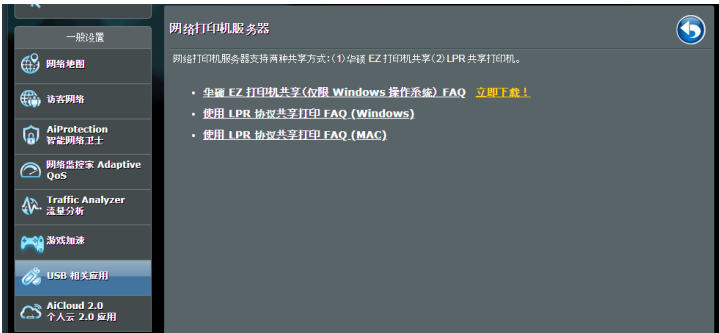 一般设置
网络地图
访客网络
AiProtection
智能网络卫士
网络监控家 Adaptive
QoS
Traffic Analyzer
流量分析
游戏加速
USB 相关应用
AiCloud 2.0
个人云 2.0 应用
网络打印机服务器
网络打印机服务器支持两种共享方式：(1)华硕 EZ 打印机共享(2) LPR 共享打印机。
华硕 EZ 打印机共享(仅限 Windows 操作系统) FAQ 立即下载！
使用 LPR 协议共享打印 FAQ (Windows)
使用 LPR 协议共享打印 FAQ (MAC)